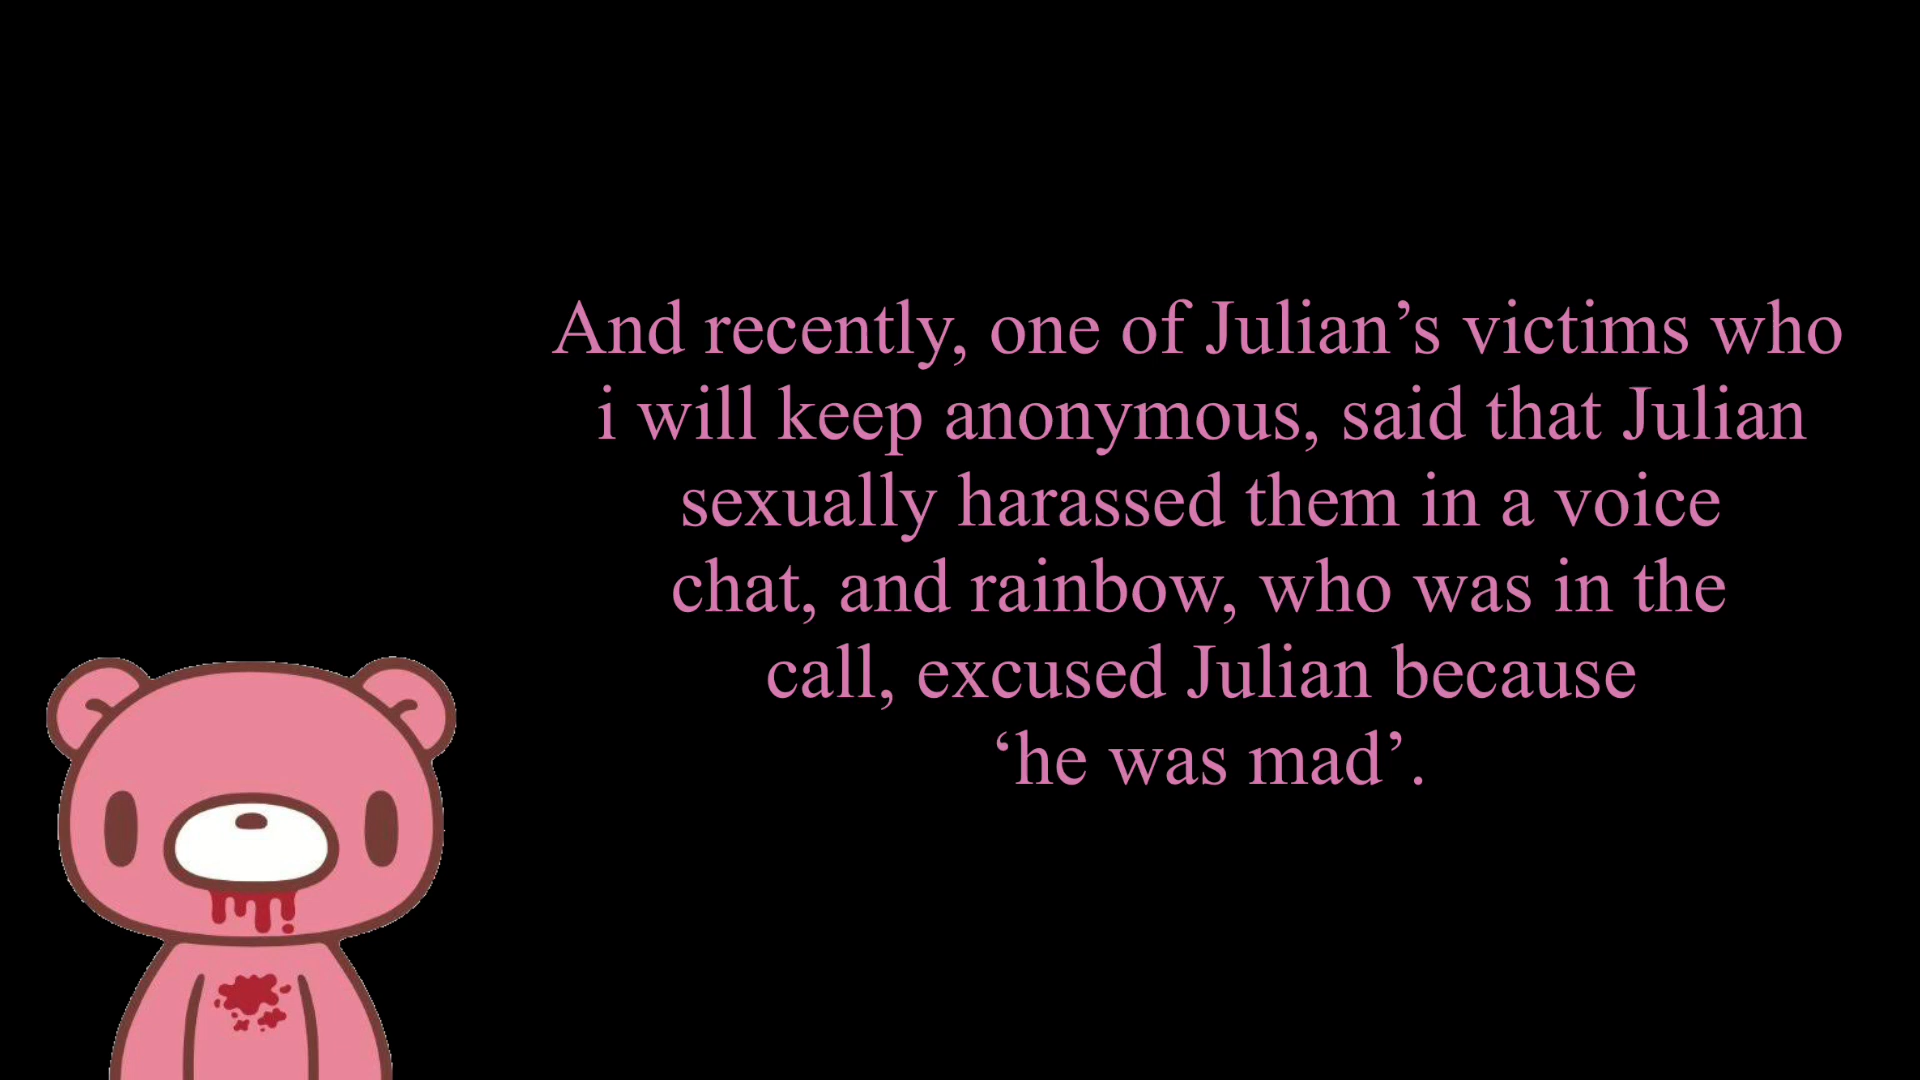 And recently, one of Julian’s victims who
i will keep anonymous, said that Julian
sexually harassed them in a voice
chat, and rainbow, who was in the
call, excused Julian because
‘he was mad’.